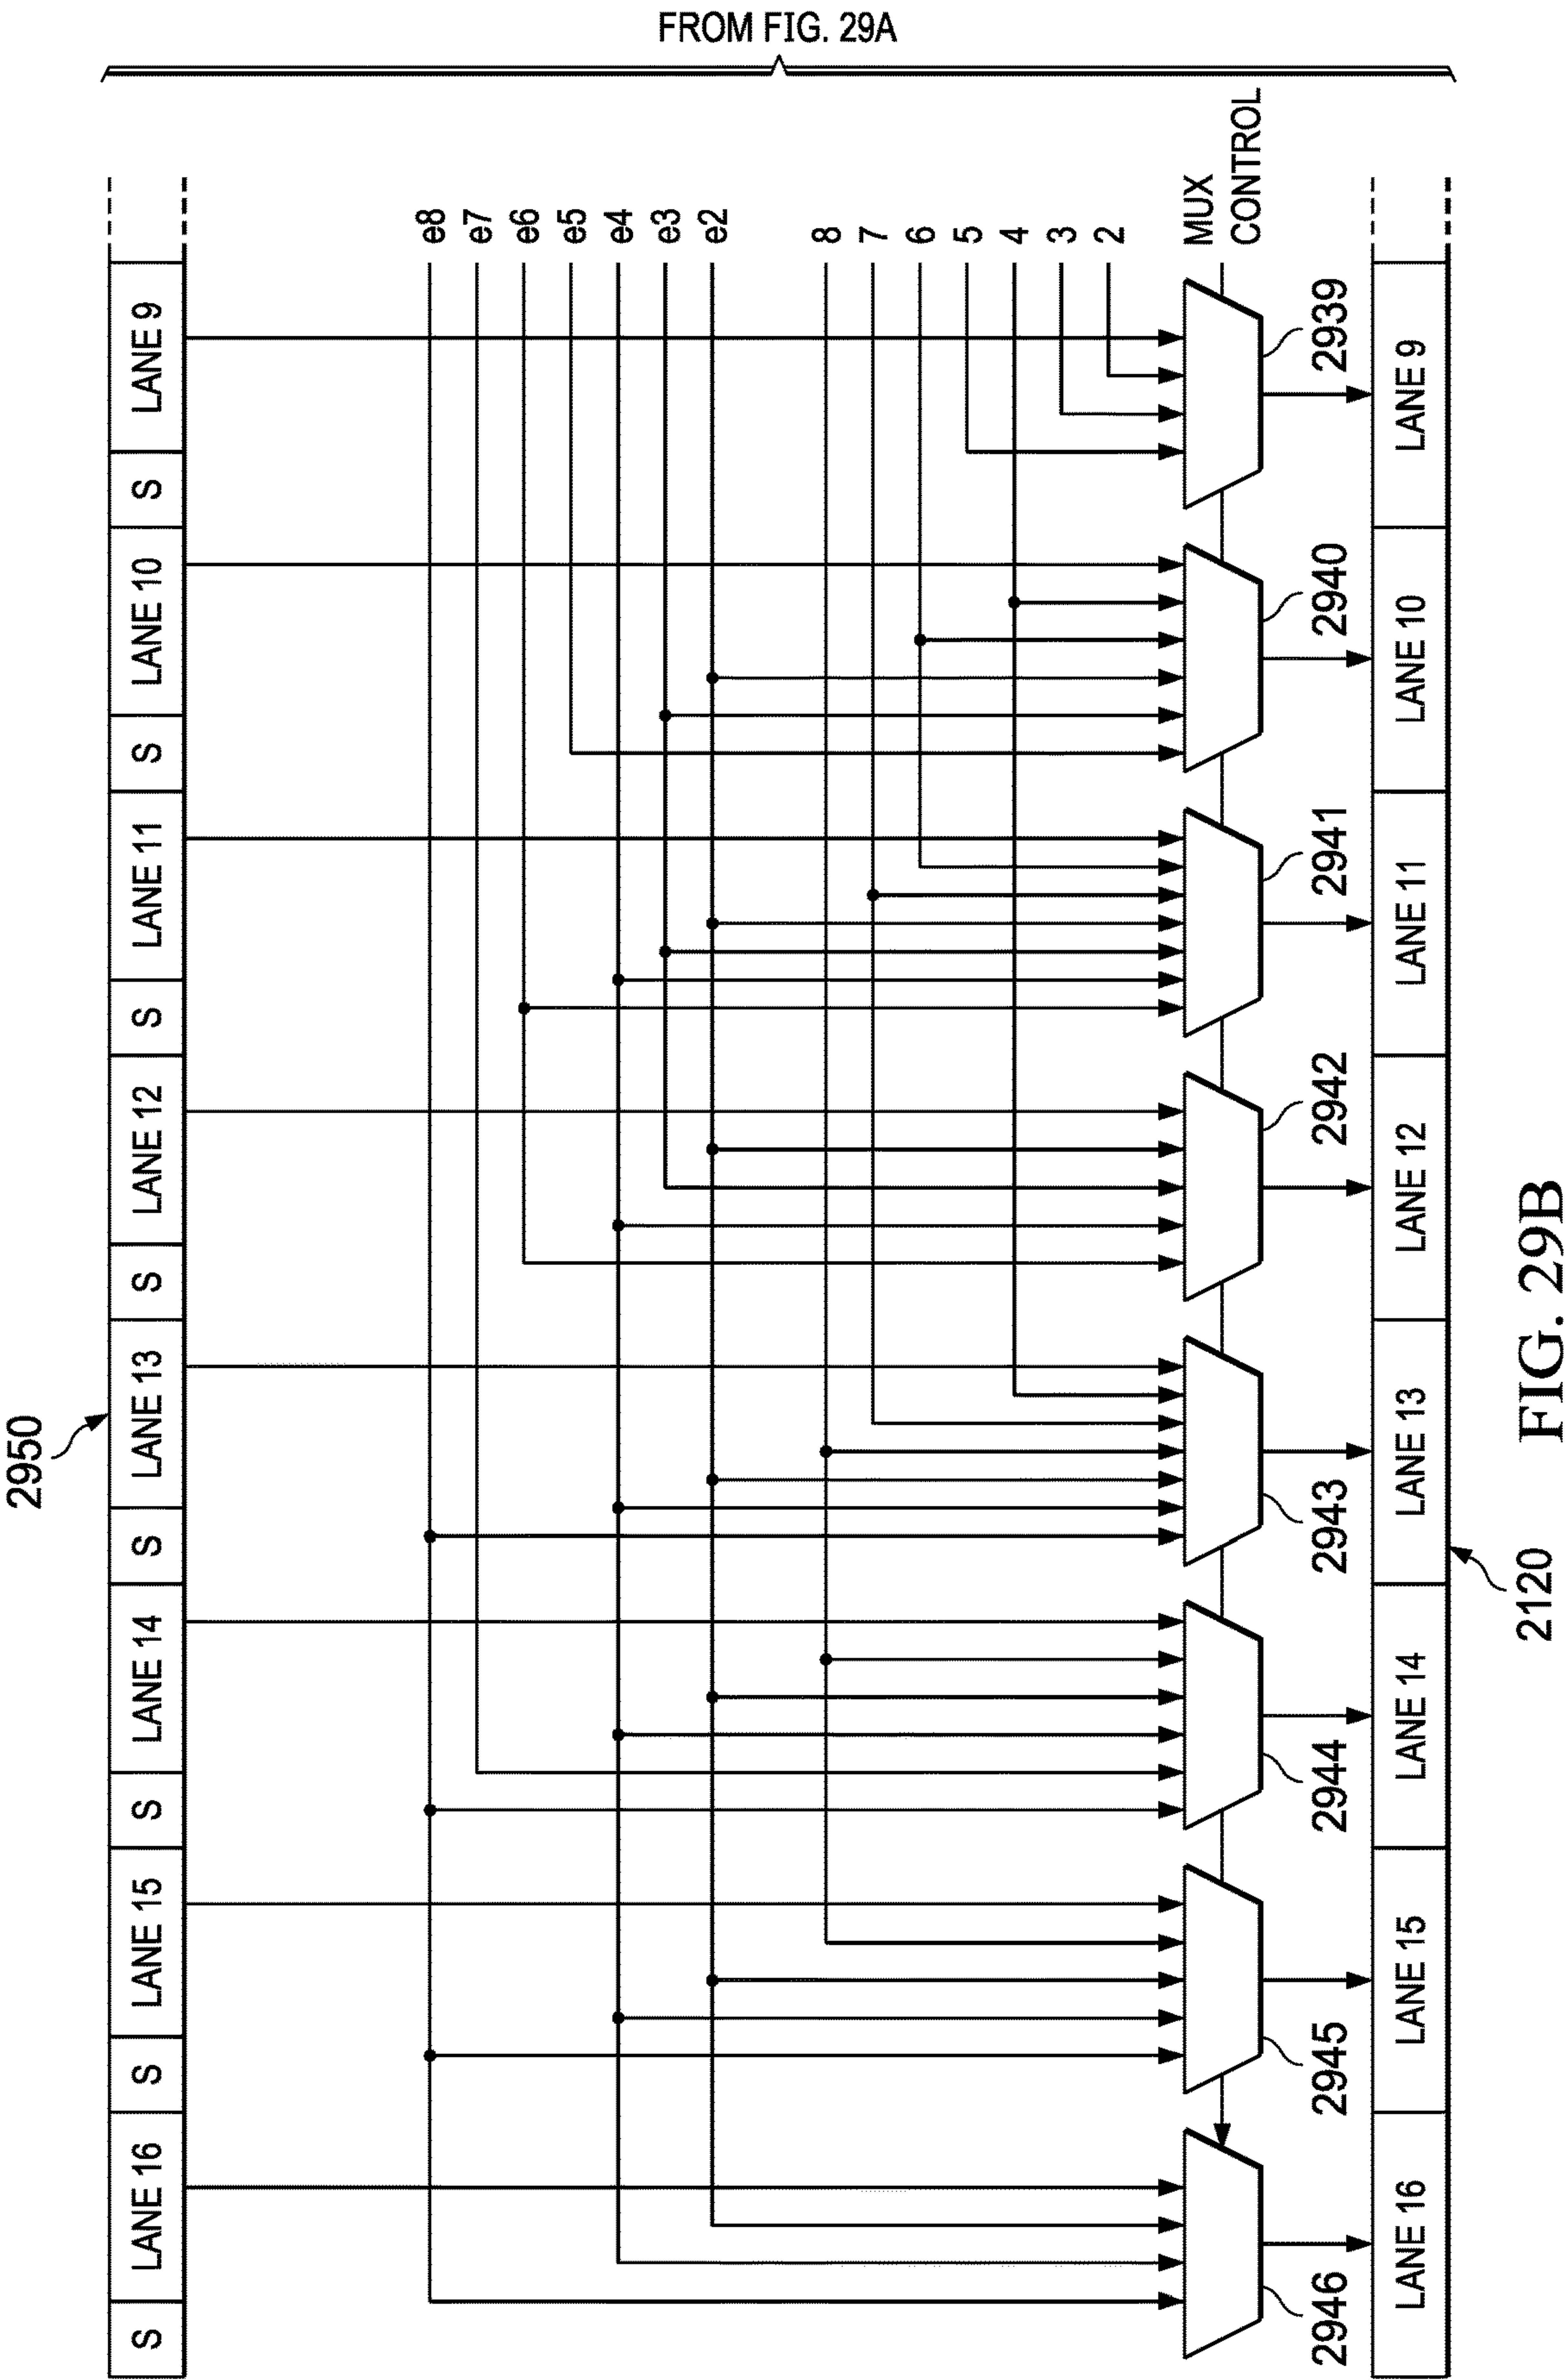 FROM FIG. 29A
2950
S LANE 16 S LANE 15 S LANE 14 S LANE 13 S LANE 12 S LANE 11 S LANE 10 S LANE 9
e8
e7
e6
e5
e4
e3
e2
8
7
6
5
4
3
2
MUX
CONTROL
2946 2945 2944 2943 2942 2941 2940 2939
LANE 16 LANE 15 LANE 14 LANE 13 LANE 12 LANE 11 LANE 10 LANE 9
2120
FIG. 29B